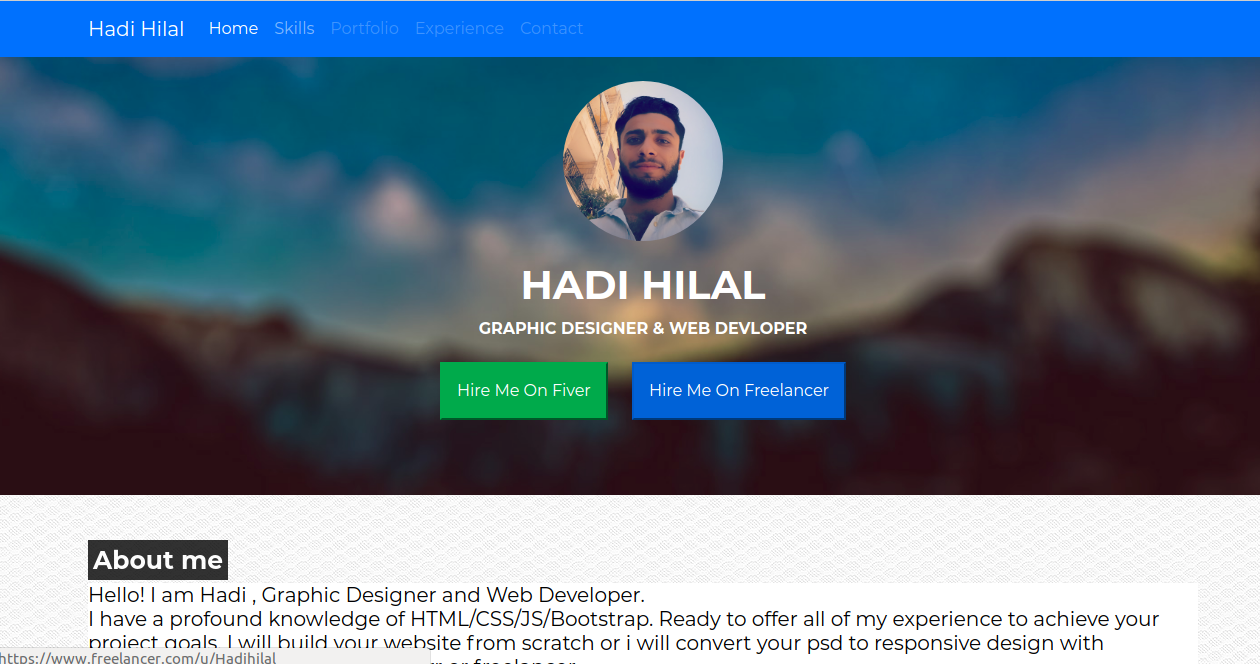 Hadi Hilal Home Skills Portfolio Experience Contact
HADI HILAL
GRAPHIC DESIGNER & WEB DEVLOPER
Hire Me On Fiver Hire Me On Freelancer
About me
Hello! I am Hadi , Graphic Designer and Web Developer.
I have a profound knowledge of HTML/CSS/JS/Bootstrap. Ready to offer all of my experience to achieve your
project goals. I will build your website from scratch or i will convert your psd to responsive design with
https://www.freelancer.com/u/Hadihilal
or freelancer